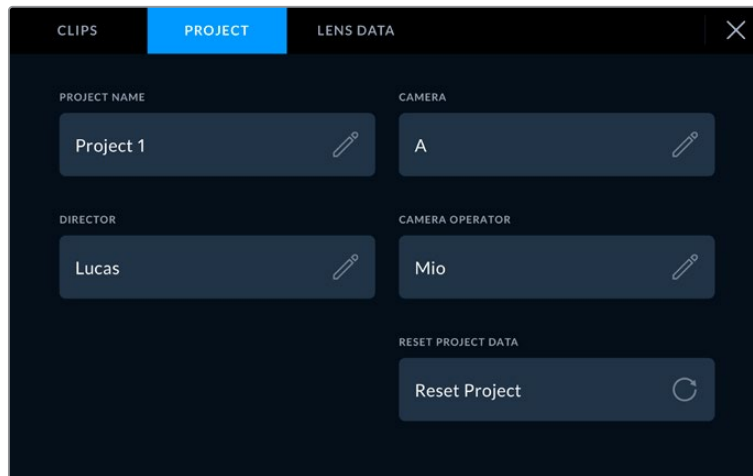 CLIPS PROJECT LENS DATA
PROJECT NAME CAMERA
Project 1 A
DIRECTOR CAMERA OPERATOR
Lucas Mio
RESET PROJECT DATA
Reset Project